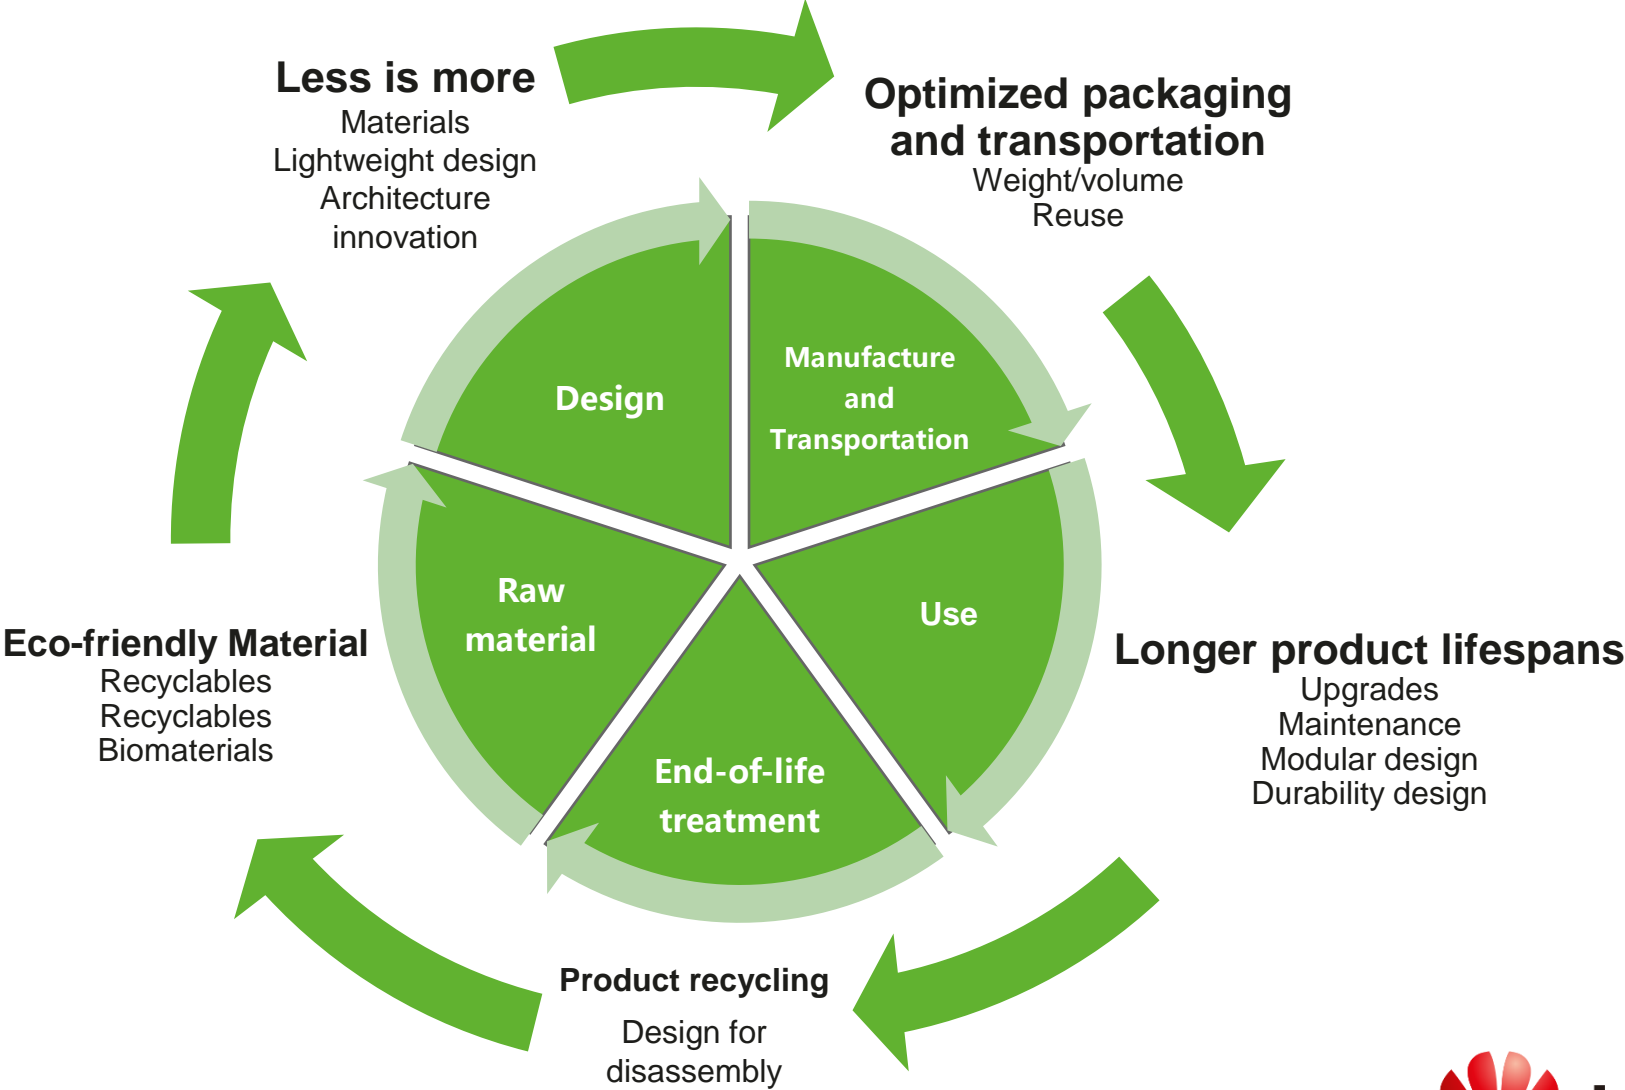 Less is more
Materials
Lightweight design
Architecture
innovation
Optimized packaging
and transportation
Weight/volume
Reuse
Design
Manufacture
and
Transportation
Raw
material
Use
End-of-life
treatment
Eco-friendly Material
Recyclables
Recyclables
Biomaterials
Longer product lifespans
Upgrades
Maintenance
Modular design
Durability design
Product recycling
Design for
disassembly